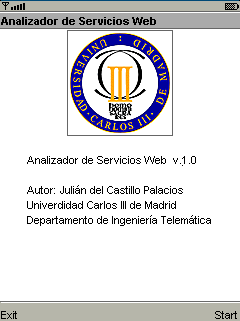 Analizador de Servicios Web
UNIVERSIDAD · CARLOS III · DE MADRID
homo
homini
SACRA
RES
Analizador de Servicios Web v.1.0
Autor: Julián del Castillo Palacios
Univerdidad Carlos III de Madrid
Departamento de Ingeniería Telemática
Exit
Start